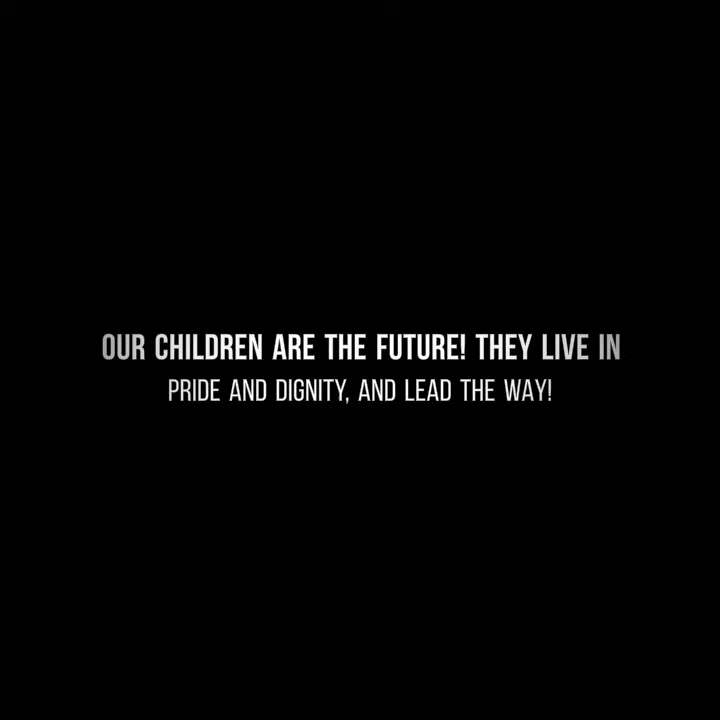 OUR CHILDREN ARE THE FUTURE! THEY LIVE IN
PRIDE AND DIGNITY, AND LEAD THE WAY!